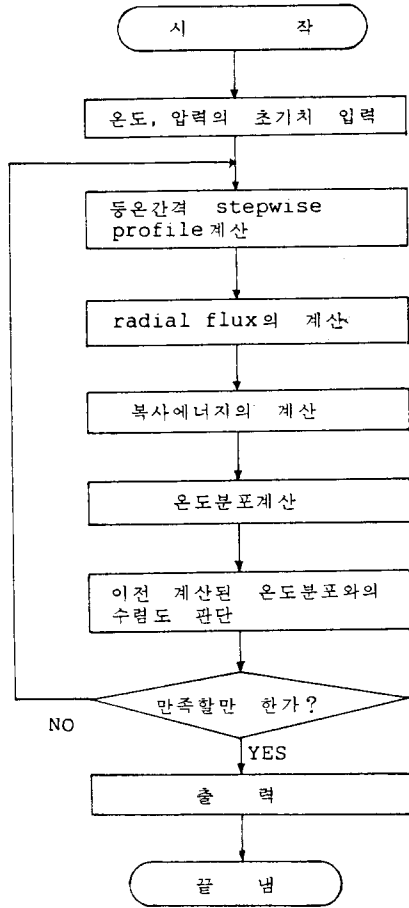 시 작
온도, 압력의 초기치 입력
등온간격 stepwise
profile 계산
radial flux의 계산
복사에너지의 계산
온도분포계산
이전 계산된 온도분포와의
수렴도 판단
만족할만 한가?
NO
YES
출 력
끝 냄